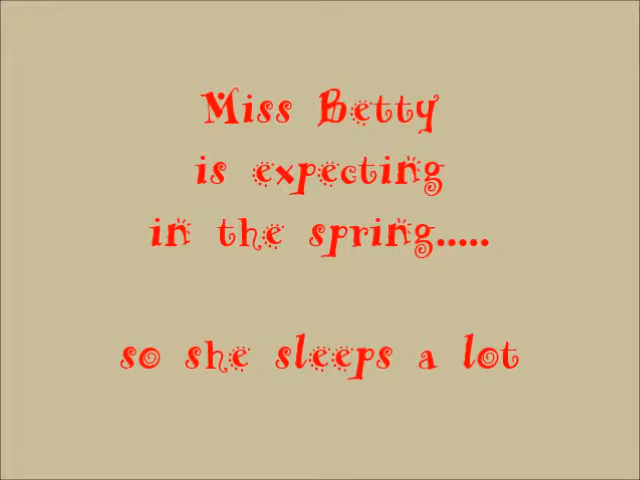 Miss Betty
is expecting
in the spring.....
so she sleeps a lot